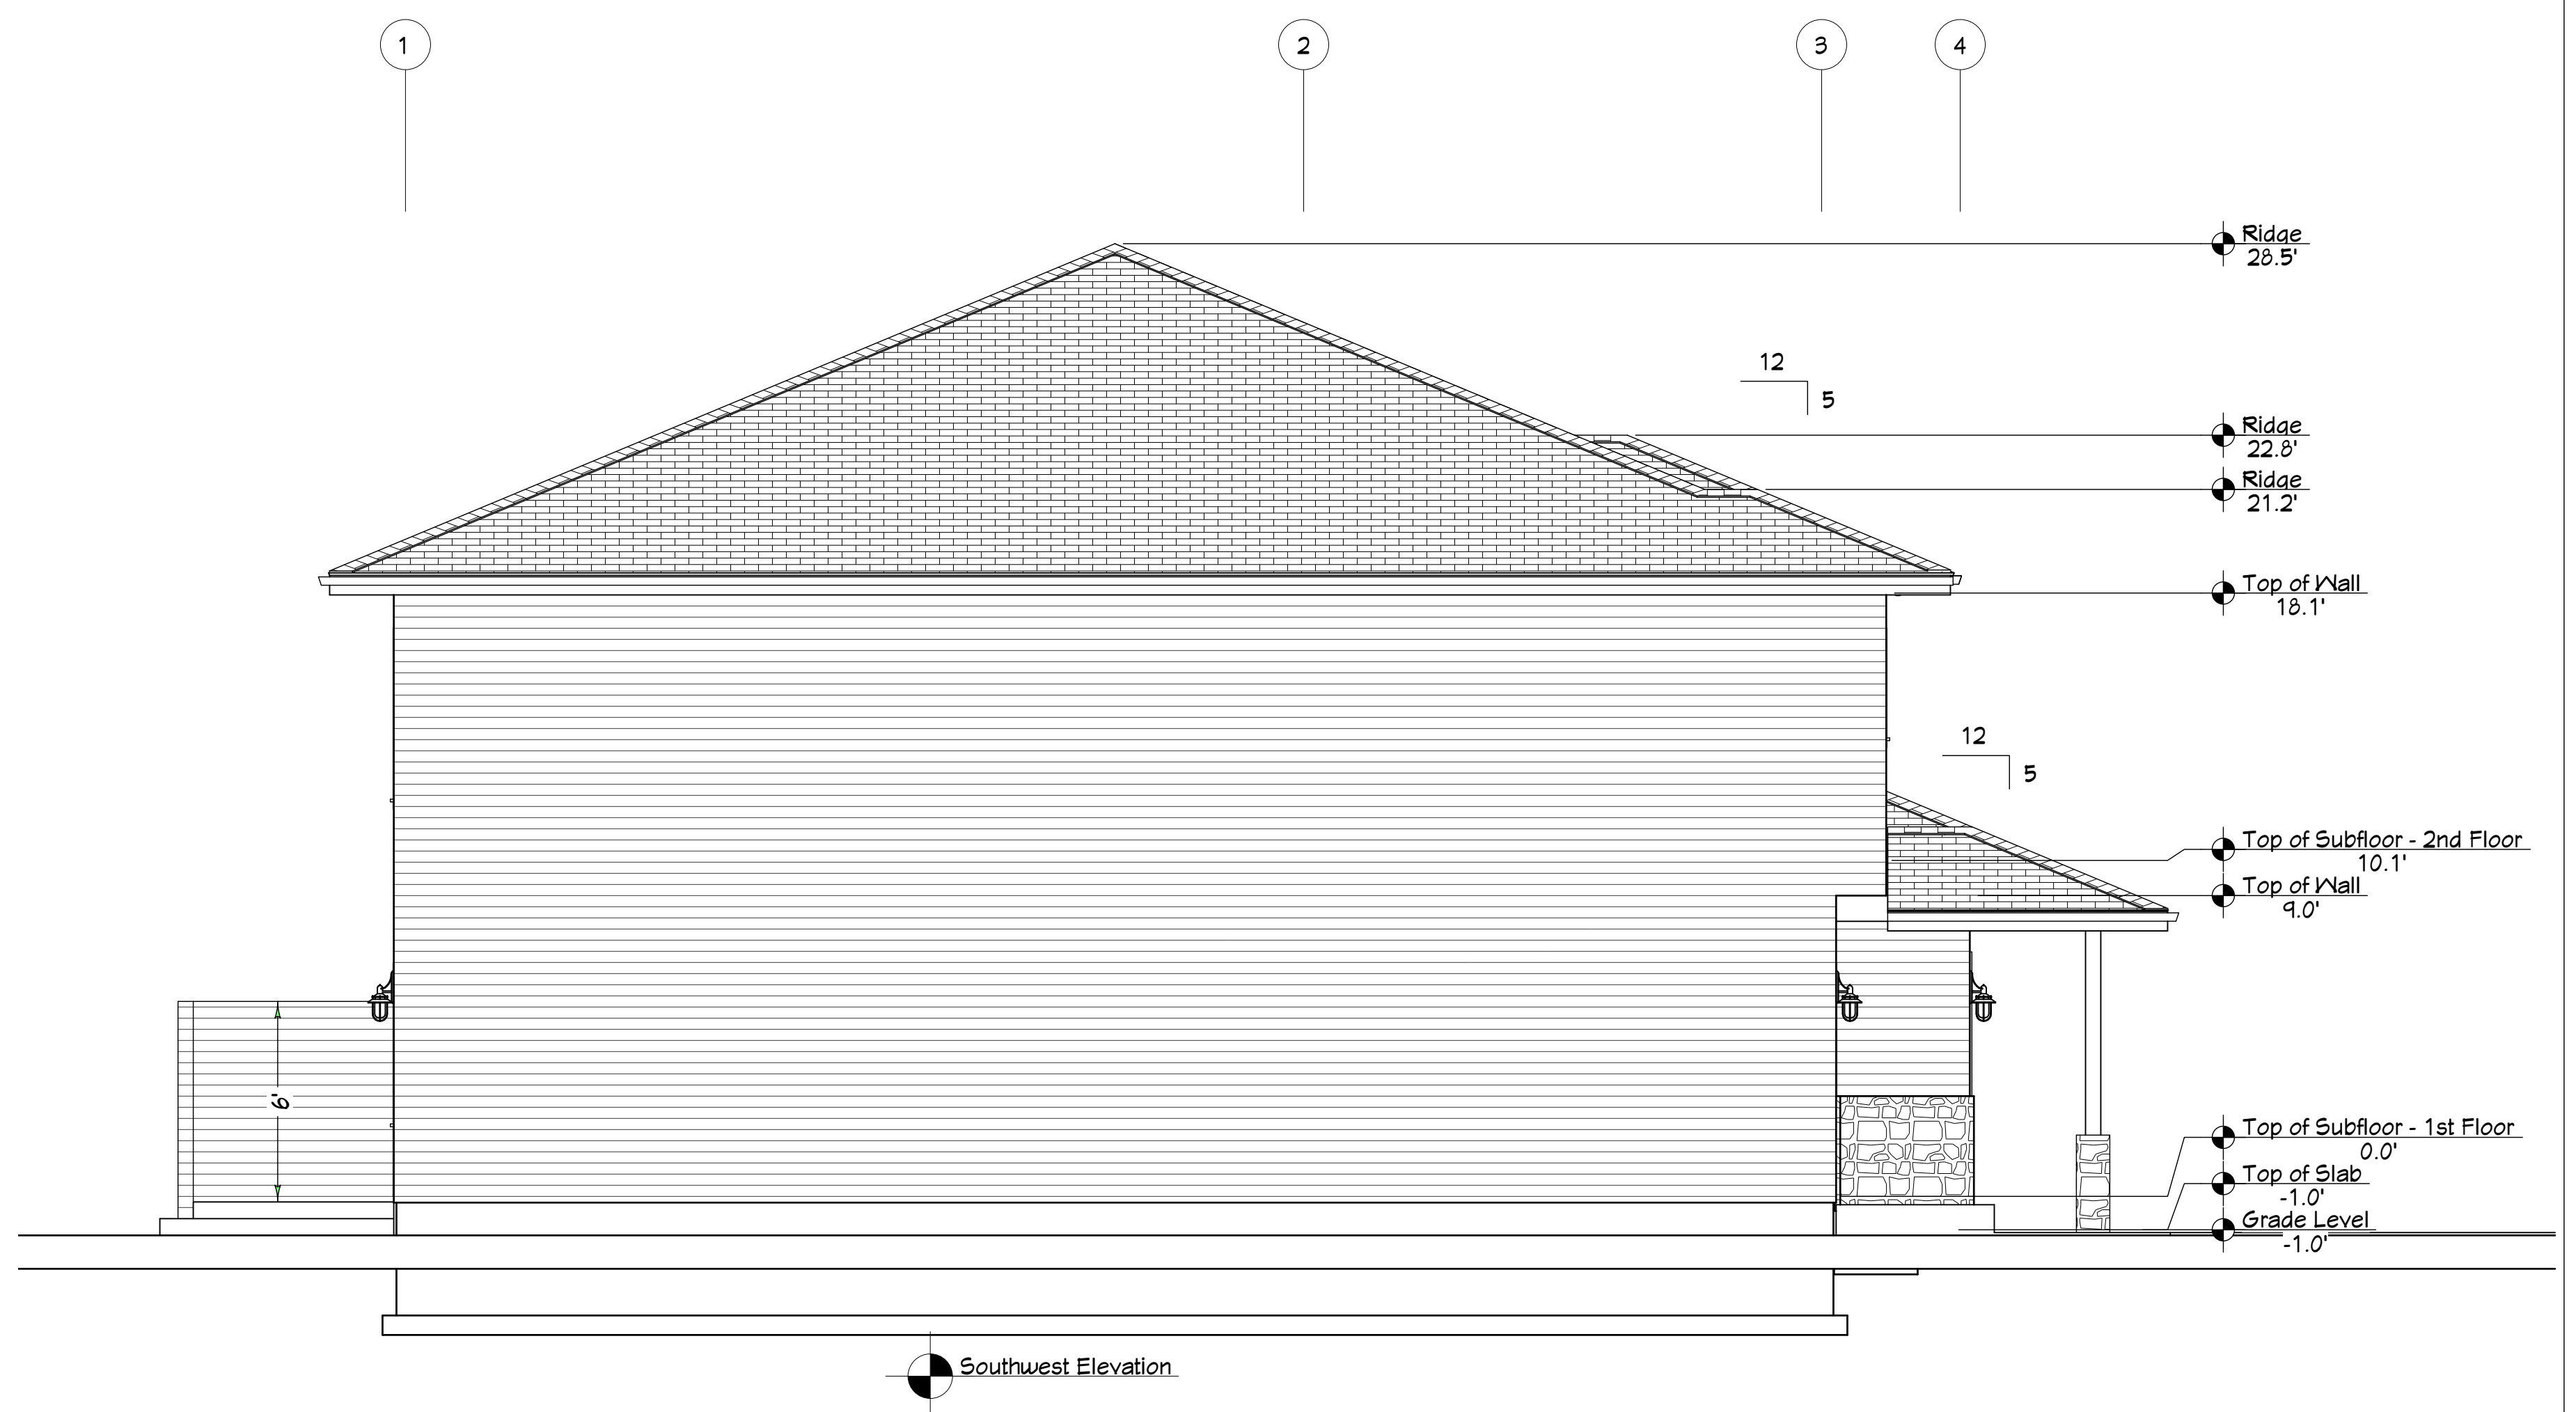 1
2
3
4
Ridge
28.5'
12
5
Ridge
22.8'
Ridge
21.2'
Top of Wall
18.1'
12
5
Top of Subfloor - 2nd Floor
10.1'
Top of Wall
9.0'
6'
Top of Subfloor - 1st Floor
0.0'
Top of Slab
-1.0'
Grade Level
-1.0'
Southwest Elevation